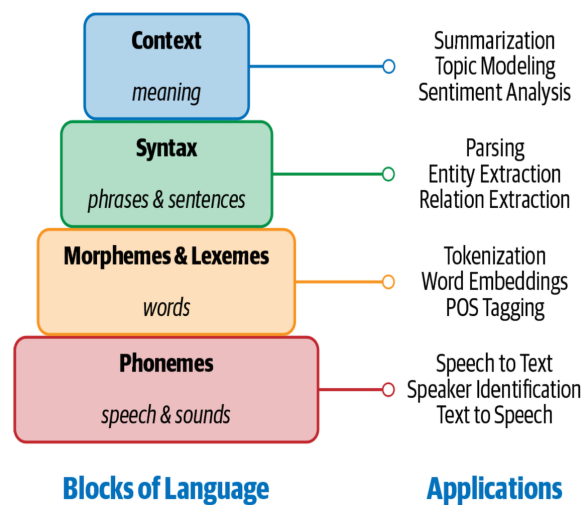 Context
meaning
Summarization
Topic Modeling
Sentiment Analysis
Syntax
phrases & sentences
Parsing
Entity Extraction
Relation Extraction
Morphemes & Lexemes
words
Tokenization
Word Embeddings
POS Tagging
Phonemes
speech & sounds
Speech to Text
Speaker Identification
Text to Speech
Blocks of Language
Applications